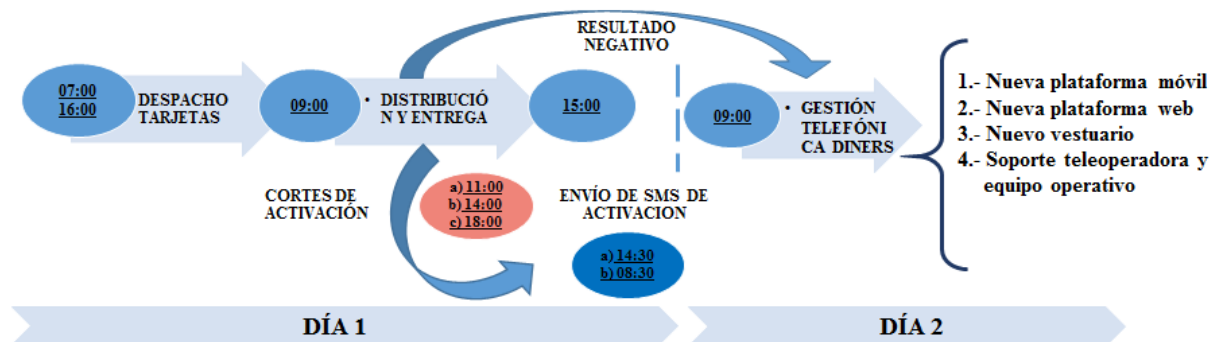 RESULTADO
NEGATIVO
07:00
16:00
DESPACHO
TARJETAS
09:00
• DISTRIBUCIÓ
N Y ENTREGA
15:00
09:00
• GESTIÓN
TELEFÓNI
CA DINERS
1.- Nueva plataforma móvil
2.- Nueva plataforma web
3.- Nuevo vestuario
4.- Soporte teleoperadora y
equipo operativo
CORTES DE
ACTIVACIÓN
a) 11:00
b) 14:00
c) 18:00
ENVÍO DE SMS DE
ACTIVACION
a) 14:30
b) 08:30
DÍA 1
DÍA 2